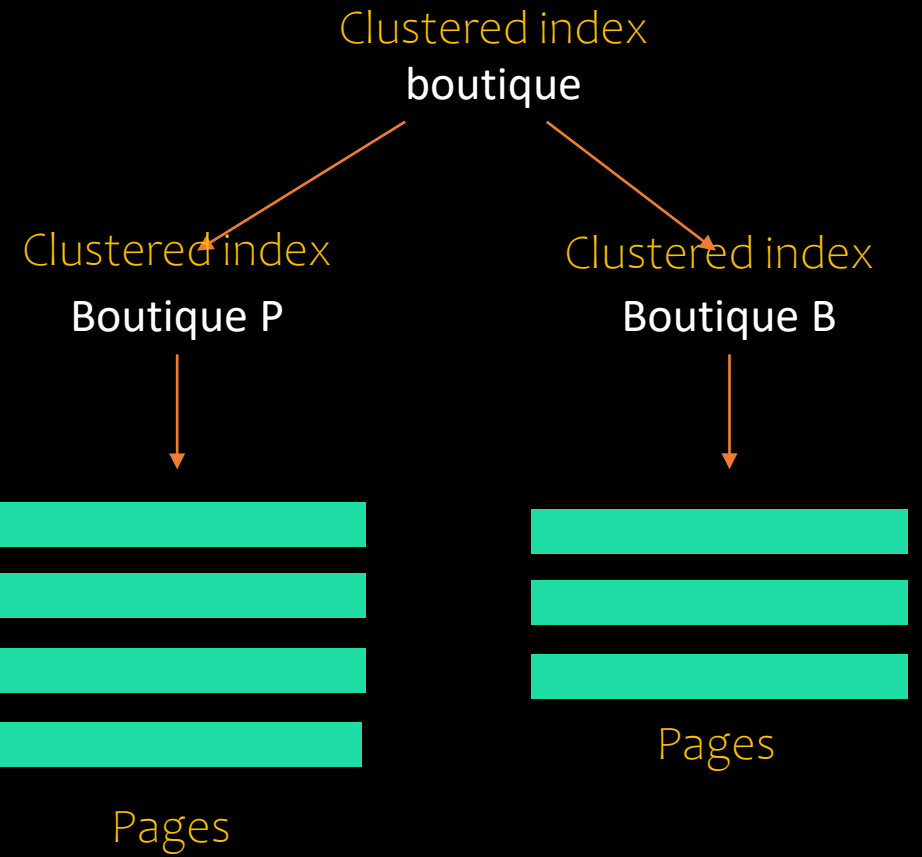 Clustered index
boutique
Clustered index
Boutique P
Clustered index
Boutique B
Pages
Pages